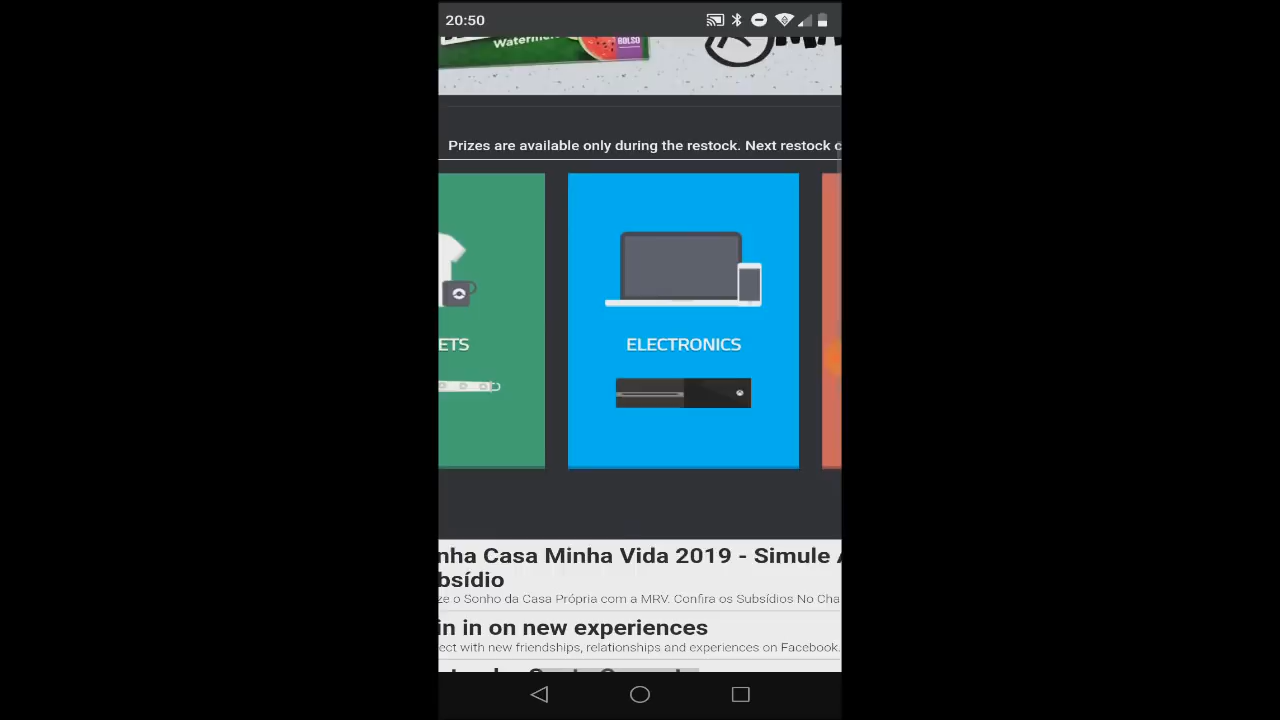 20:50
Watermel
BOLSO
Prizes are available only during the restock. Next restock c
ETS
ELECTRONICS
nha Casa Minha Vida 2019 - Simule A
bsídio
ze o Sonho da Casa Própria com a MRV. Confira os Subsídios No Cha
in in on new experiences
ect with new friendships, relationships and experiences on Facebook.